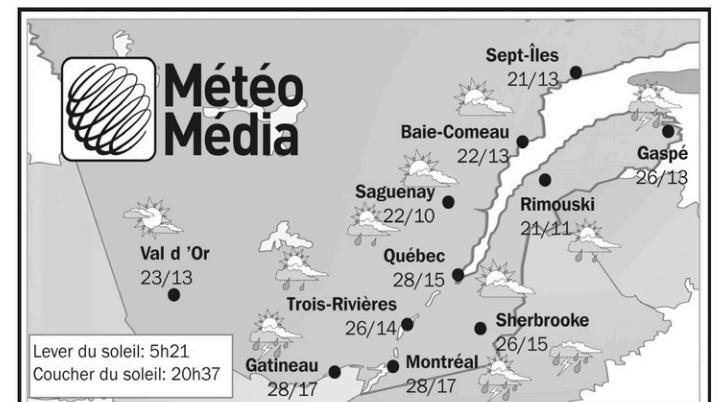 Météo
Média
Sept-Îles
21/13
Baie-Comeau
22/13
Gaspé
26/13
Saguenay
22/10
Rimouski
21/11
Val d 'Or
23/13
Québec
28/15
Trois-Rivières
26/14
Sherbrooke
26/15
Lever du soleil: 5h21
Coucher du soleil: 20h37
Gatineau
28/17
Montréal
28/17